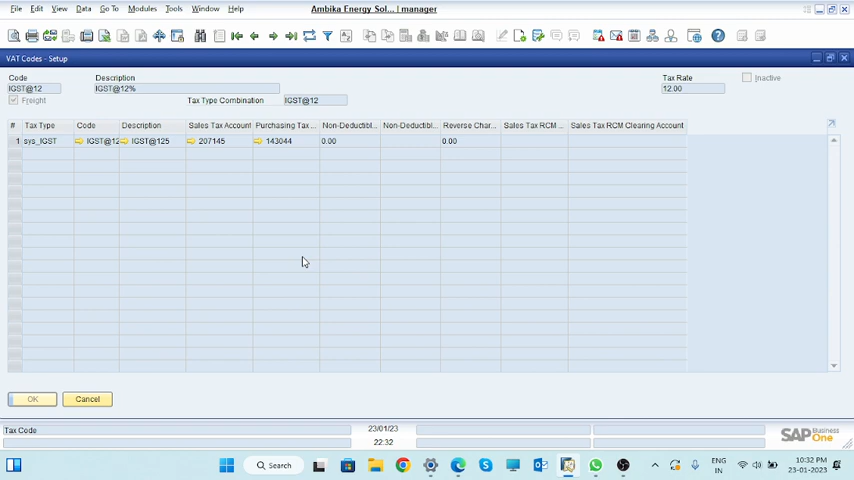 File Edit View Data Go To Modules Tools Window Help Ambika Energy Sol... | manager
VAT Codes - Setup
Code Description Tax Rate Inactive
IGST@12 IGST@12% 12.00
Freight Tax Type Combination IGST@12
# Tax Type Code Description Sales Tax Account Purchasing Tax ... Non-Deductibl... Non-Deductibl... Reverse Char... Sales Tax RCM ... Sales Tax RCM Clearing Account
1 sys_IGST IGST@12 IGST@125 207145 143044 0.00 0.00
OK Cancel
Tax Code 23/01/23
22:32
SAP Business One
Search ENG IN 10:32 PM 23-01-2023